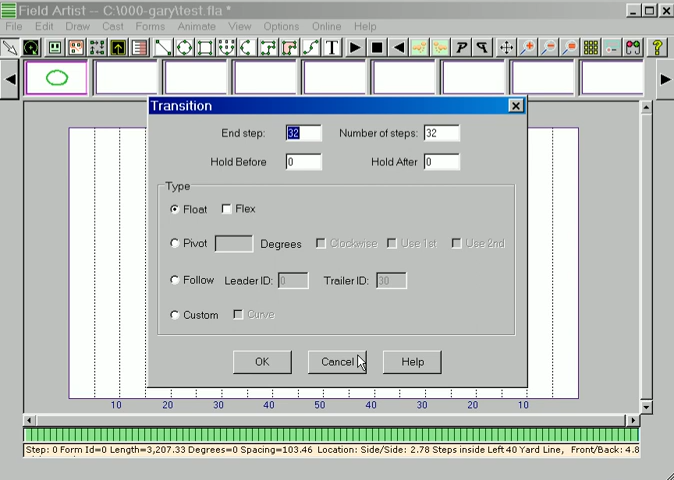 Field Artist -- C:\000-gary\test.fla *
File Edit Draw Cast Forms Animate View Options Online Help
T P ?
Transition
End step: 32 Number of steps: 32
Hold Before 0 Hold After 0
Type
Float Flex
Pivot Degrees Clockwise Use 1st Use 2nd
Follow Leader ID: 0 Trailer ID: 30
Custom Curve
OK Cancel Help
10 20 30 40 50 40 30 20 10
Step: 0 Form Id=0 Length=3,207.33 Degrees=0 Spacing=103.46 Location: Side/Side: 2.78 Steps inside Left 40 Yard Line, Front/Back: 4.8